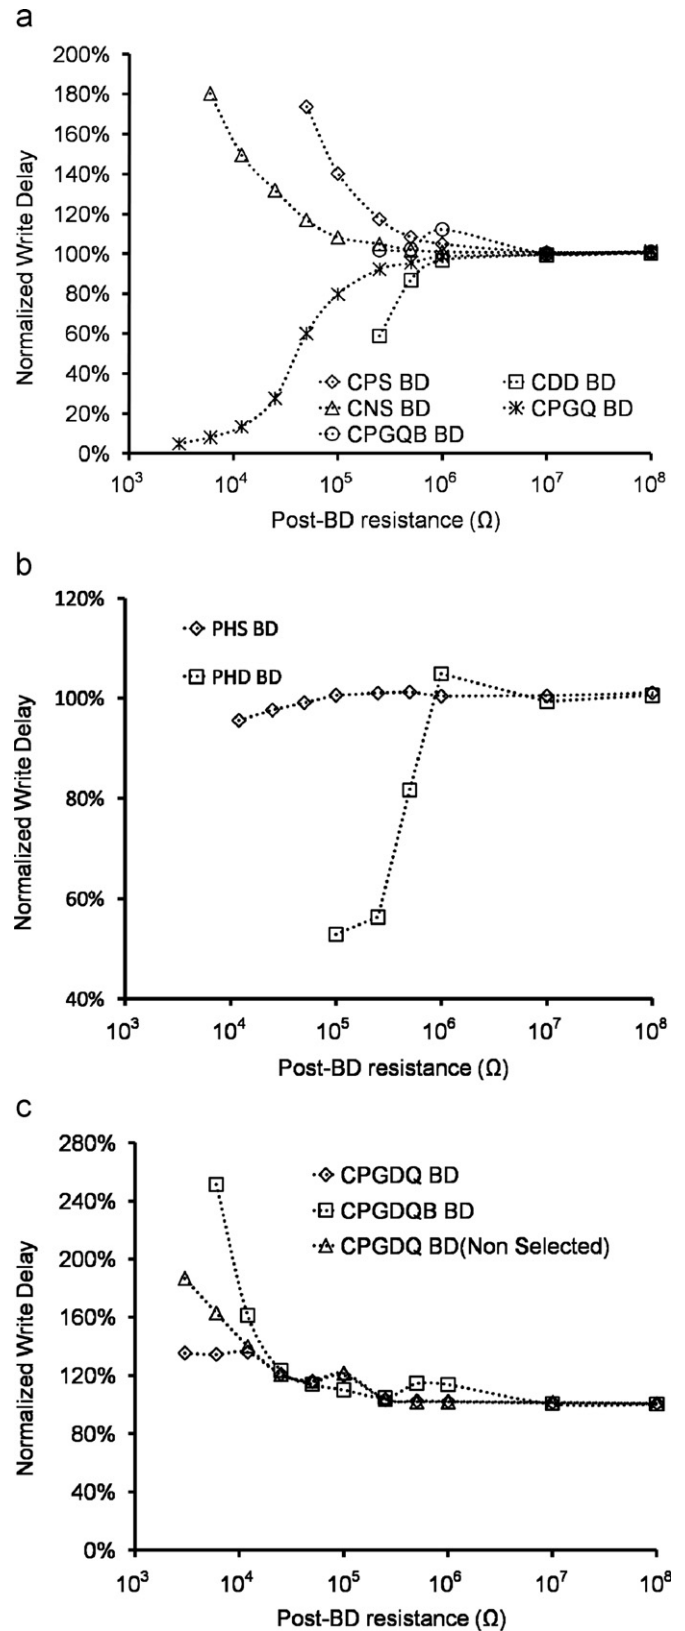 a
200%
180%
160%
140%
120%
100%
80%
60%
40%
20%
0%
Normalized Write Delay
CPS BD
CDD BD
CNS BD
CPGQ BD
CPGQB BD
10³ 10⁴ 10⁵ 10⁶ 10⁷ 10⁸
Post-BD resistance (Ω)
b
120%
100%
80%
60%
40%
Normalized Write Delay
PHS BD
PHD BD
10³ 10⁴ 10⁵ 10⁶ 10⁷ 10⁸
Post-BD resistance (Ω)
c
280%
240%
200%
160%
120%
80%
40%
0%
Normalized Write Delay
CPGDQ BD
CPGDQB BD
CPGDQ BD(Non Selected)
10³ 10⁴ 10⁵ 10⁶ 10⁷ 10⁸
Post-BD resistance (Ω)